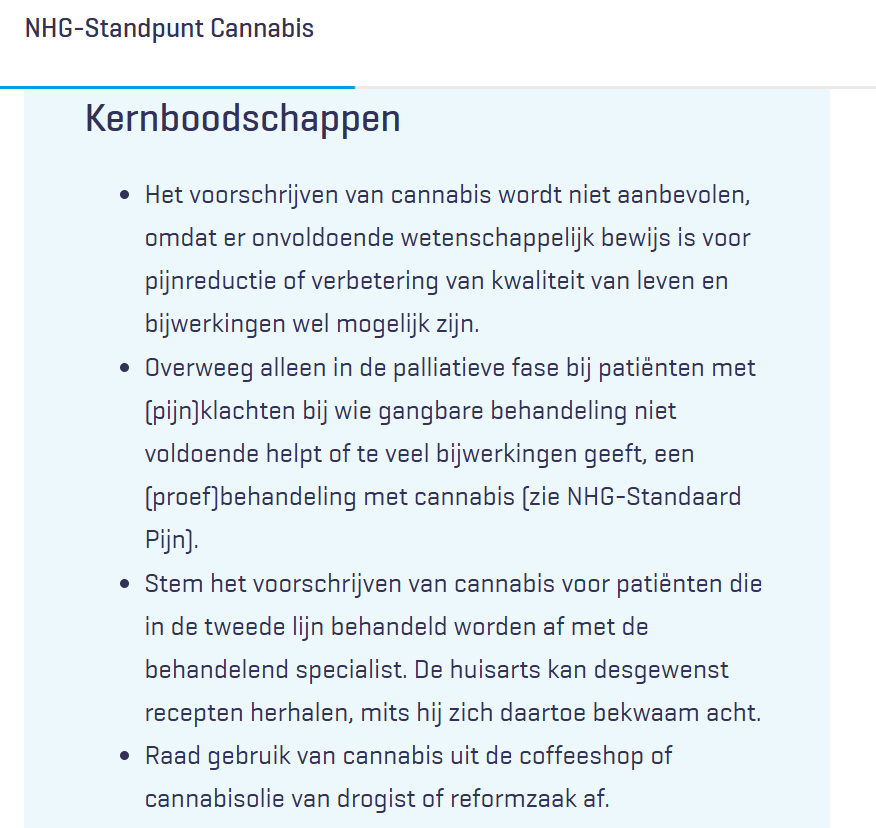 NHG-Standpunt Cannabis
Kernboodschappen
• Het voorschrijven van cannabis wordt niet aanbevolen,
omdat er onvoldoende wetenschappelijk bewijs is voor
pijnreductie of verbetering van kwaliteit van leven en
bijwerkingen wel mogelijk zijn.
• Overweeg alleen in de palliatieve fase bij patiënten met
(pijn)klachten bij wie gangbare behandeling niet
voldoende helpt of te veel bijwerkingen geeft, een
(proef)behandeling met cannabis (zie NHG-Standaard
Pijn).
• Stem het voorschrijven van cannabis voor patiënten die
in de tweede lijn behandeld worden af met de
behandelend specialist. De huisarts kan desgewenst
recepten herhalen, mits hij zich daartoe bekwaam acht.
• Raad gebruik van cannabis uit de coffeeshop of
cannabisolie van drogist of reformzaak af.